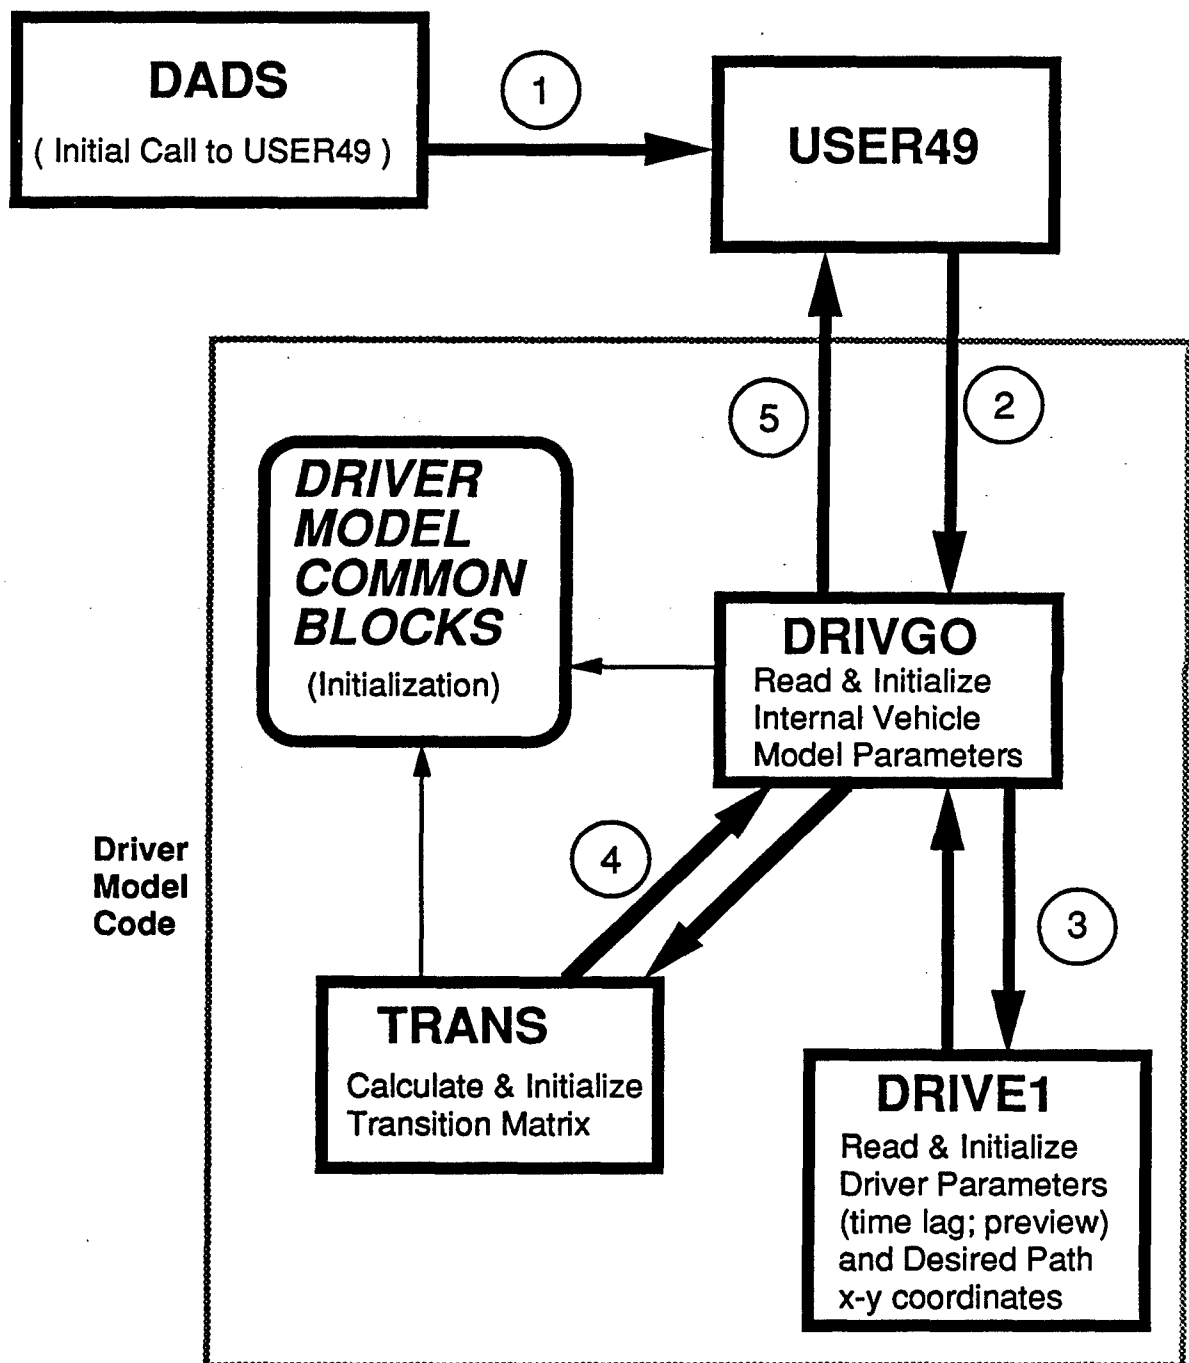 DADS
( Initial Call to USER49 )
1
USER49
5
2
DRIVER
MODEL
COMMON
BLOCKS
(Initialization)
DRIVGO
Read & Initialize
Internal Vehicle
Model Parameters
Driver
Model
Code
4
3
TRANS
Calculate & Initialize
Transition Matrix
DRIVE1
Read & Initialize
Driver Parameters
(time lag; preview)
and Desired Path
x-y coordinates